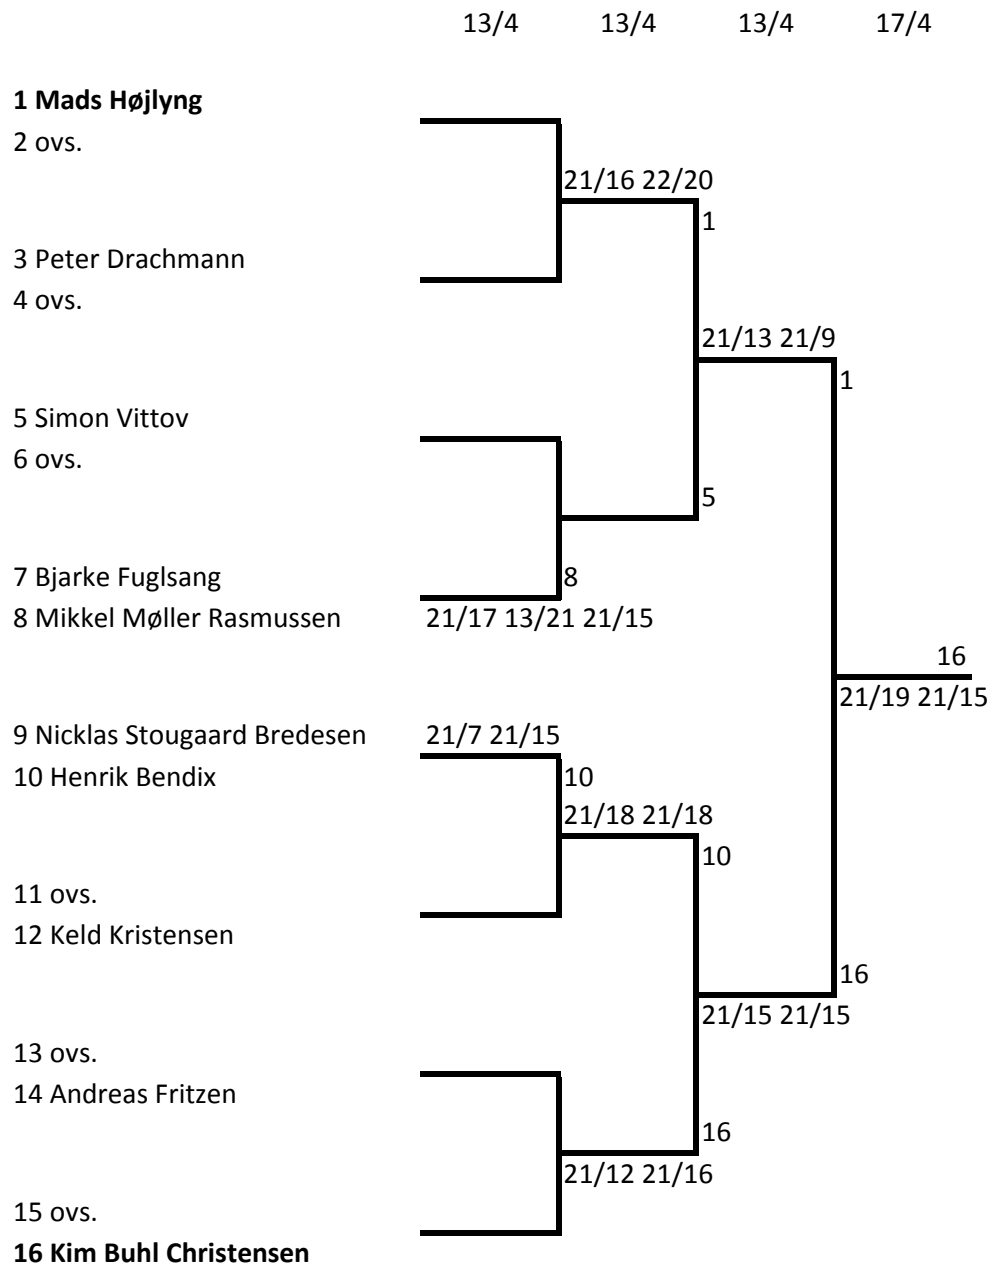 13/4 13/4 13/4 17/4
1 Mads Højlyng
2 ovs.
21/16 22/20
1
3 Peter Drachmann
4 ovs.
21/13 21/9
1
5 Simon Vittov
6 ovs.
5
7 Bjarke Fuglsang 8
8 Mikkel Møller Rasmussen 21/17 13/21 21/15
16
21/19 21/15
9 Nicklas Stougaard Bredesen 21/7 21/15
10 Henrik Bendix 10
21/18 21/18
10
11 ovs.
12 Keld Kristensen
16
21/15 21/15
13 ovs.
14 Andreas Fritzen
16
21/12 21/16
15 ovs.
16 Kim Buhl Christensen